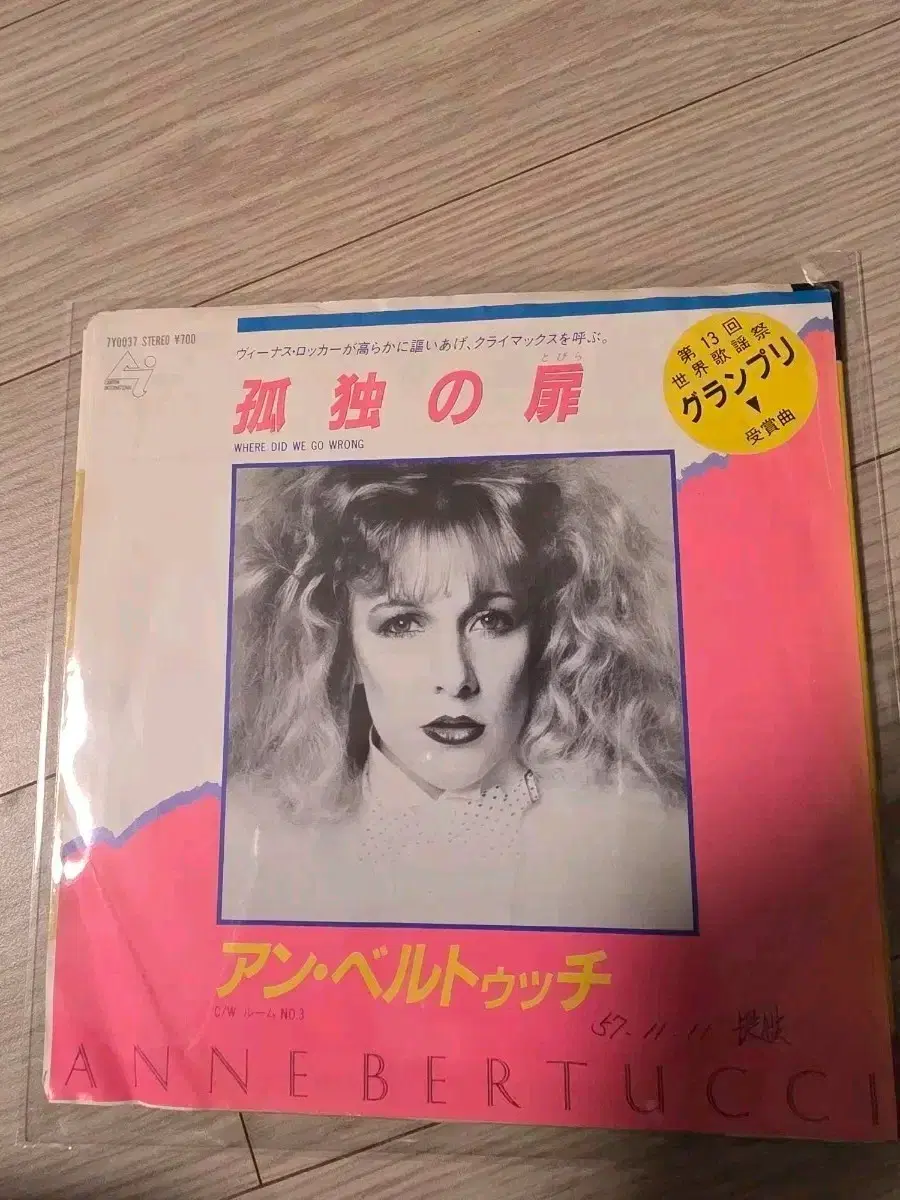 7Y0037 STEREO ¥700
ヴィーナス・ロッカーが高らかに謳いあげ、クライマックスを呼ぶ。
とびら
孤独の扉
WHERE DID WE GO WRONG
第13回
世界歌謡祭
グランプリ
▼
受賞曲
アン・ベルトゥッチ
C/W ルーム NO.3
57.11.11
ANNE BERTUCCI